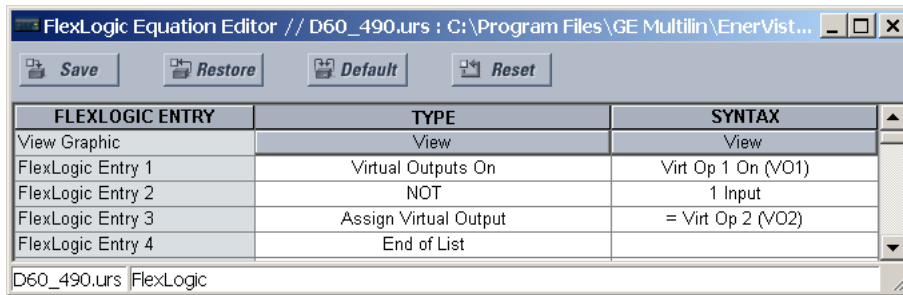 FlexLogic Equation Editor // D60_490.urs : C:\Program Files\GE Multilin\EnerVist...
Save Restore Default Reset
FLEXLOGIC ENTRY TYPE SYNTAX
View Graphic View View
FlexLogic Entry 1 Virtual Outputs On Virt Op 1 On (VO1)
FlexLogic Entry 2 NOT 1 Input
FlexLogic Entry 3 Assign Virtual Output = Virt Op 2 (VO2)
FlexLogic Entry 4 End of List
D60_490.urs FlexLogic